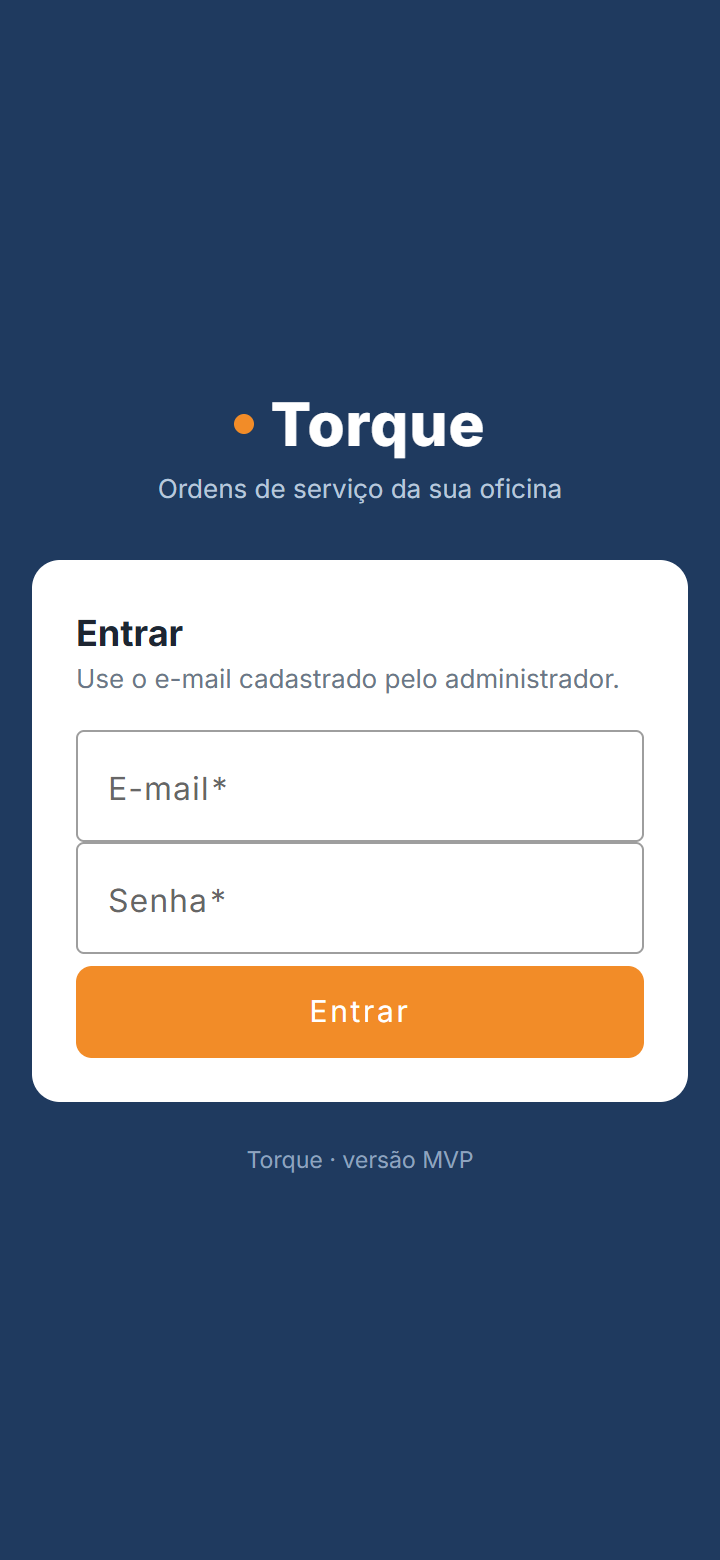 Torque
Ordens de serviço da sua oficina
Entrar
Use o e-mail cadastrado pelo administrador.
E-mail*
Senha*
Entrar
Torque · versão MVP